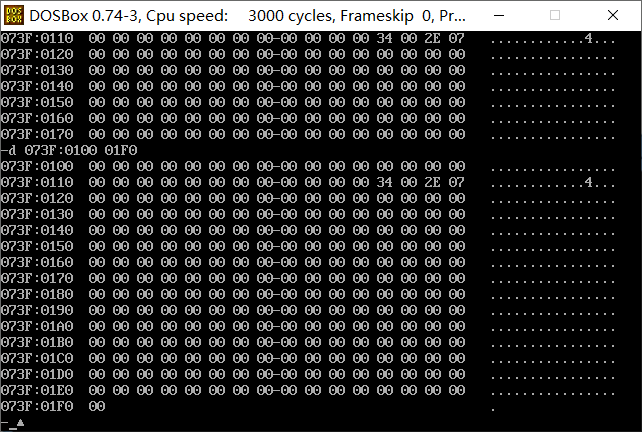 DOSBox 0.74-3, Cpu speed:    3000 cycles, Frameskip  0, Pr...
073F:0110  00 00 00 00 00 00 00 00-00 00 00 00 34 00 2E 07   ............4...
073F:0120  00 00 00 00 00 00 00 00-00 00 00 00 00 00 00 00   ................
073F:0130  00 00 00 00 00 00 00 00-00 00 00 00 00 00 00 00   ................
073F:0140  00 00 00 00 00 00 00 00-00 00 00 00 00 00 00 00   ................
073F:0150  00 00 00 00 00 00 00 00-00 00 00 00 00 00 00 00   ................
073F:0160  00 00 00 00 00 00 00 00-00 00 00 00 00 00 00 00   ................
073F:0170  00 00 00 00 00 00 00 00-00 00 00 00 00 00 00 00   ................
-d 073F:0100 01F0
073F:0100  00 00 00 00 00 00 00 00-00 00 00 00 00 00 00 00   ................
073F:0110  00 00 00 00 00 00 00 00-00 00 00 00 34 00 2E 07   ............4...
073F:0120  00 00 00 00 00 00 00 00-00 00 00 00 00 00 00 00   ................
073F:0130  00 00 00 00 00 00 00 00-00 00 00 00 00 00 00 00   ................
073F:0140  00 00 00 00 00 00 00 00-00 00 00 00 00 00 00 00   ................
073F:0150  00 00 00 00 00 00 00 00-00 00 00 00 00 00 00 00   ................
073F:0160  00 00 00 00 00 00 00 00-00 00 00 00 00 00 00 00   ................
073F:0170  00 00 00 00 00 00 00 00-00 00 00 00 00 00 00 00   ................
073F:0180  00 00 00 00 00 00 00 00-00 00 00 00 00 00 00 00   ................
073F:0190  00 00 00 00 00 00 00 00-00 00 00 00 00 00 00 00   ................
073F:01A0  00 00 00 00 00 00 00 00-00 00 00 00 00 00 00 00   ................
073F:01B0  00 00 00 00 00 00 00 00-00 00 00 00 00 00 00 00   ................
073F:01C0  00 00 00 00 00 00 00 00-00 00 00 00 00 00 00 00   ................
073F:01D0  00 00 00 00 00 00 00 00-00 00 00 00 00 00 00 00   ................
073F:01E0  00 00 00 00 00 00 00 00-00 00 00 00 00 00 00 00   ................
073F:01F0  00                                                .
-_